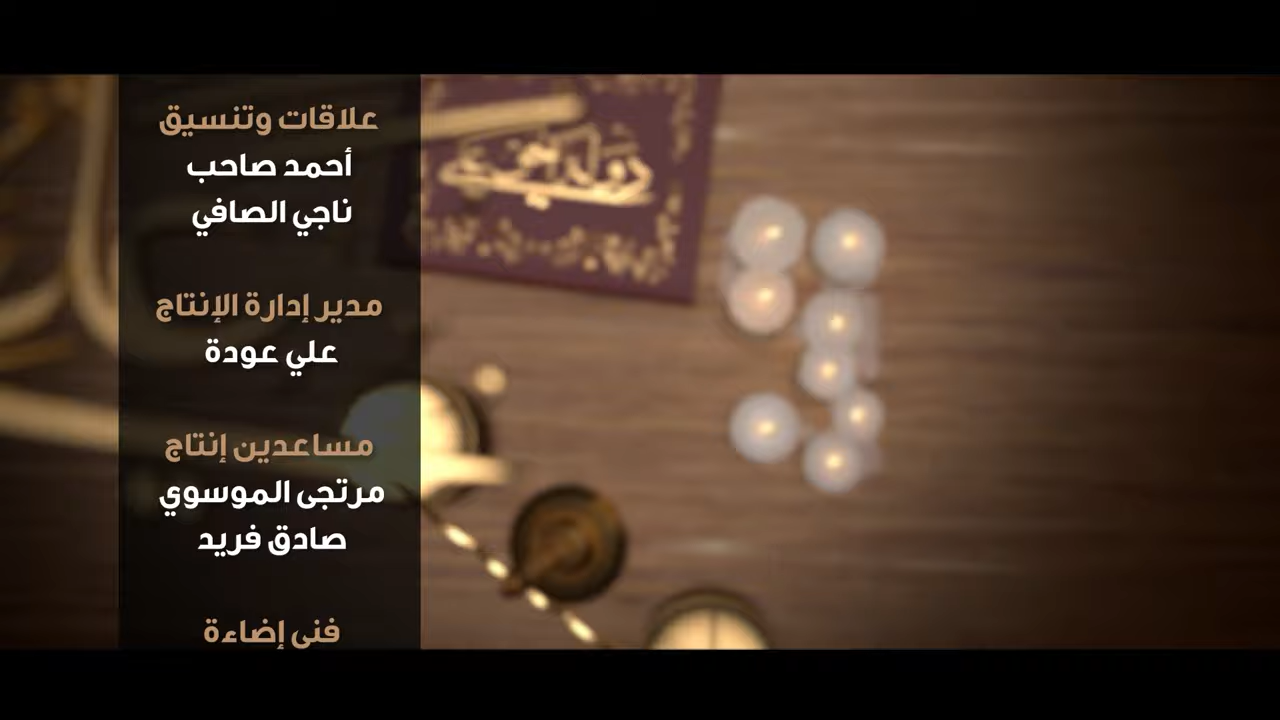 علاقات وتنسيق
أحمد صاحب
ناجي الصافي
مدير إدارة الإنتاج
علي عودة
مساعدين إنتاج
مرتجى الموسوي
صادق فريد
فني إضاءة